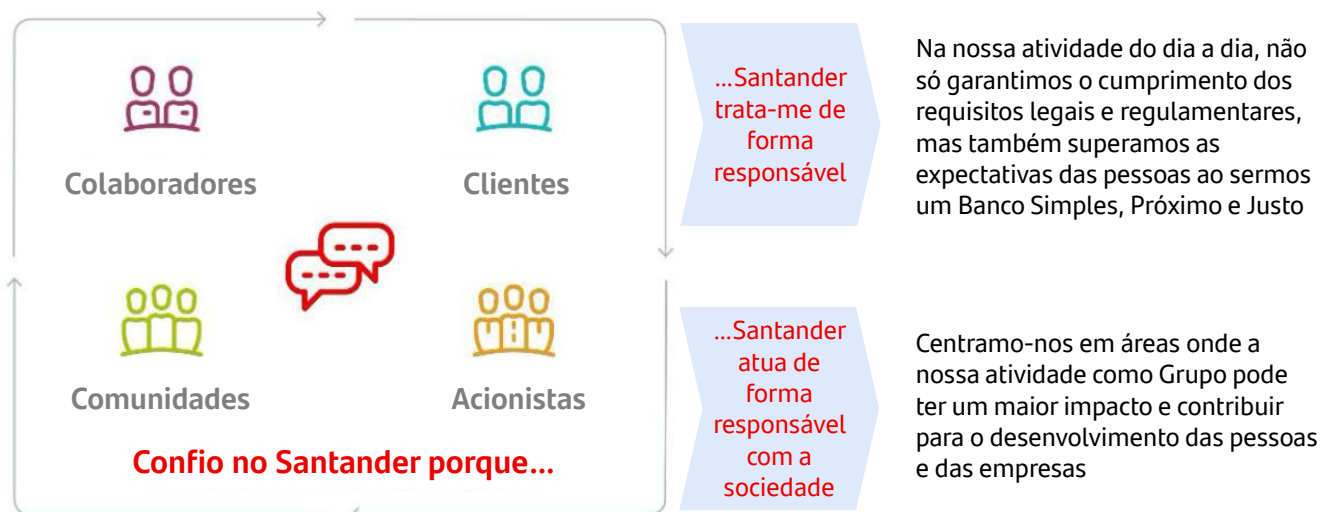 Colaboradores
Clientes
Comunidades
Acionistas
Confio no Santander porque...
...Santander
trata-me de
forma
responsável
Na nossa atividade do dia a dia, não
só garantimos o cumprimento dos
requisitos legais e regulamentares,
mas também superamos as
expectativas das pessoas ao sermos
um Banco Simples, Próximo e Justo
...Santander
atua de
forma
responsável
com a
sociedade
Centramo-nos em áreas onde a
nossa atividade como Grupo pode
ter um maior impacto e contribuir
para o desenvolvimento das pessoas
e das empresas